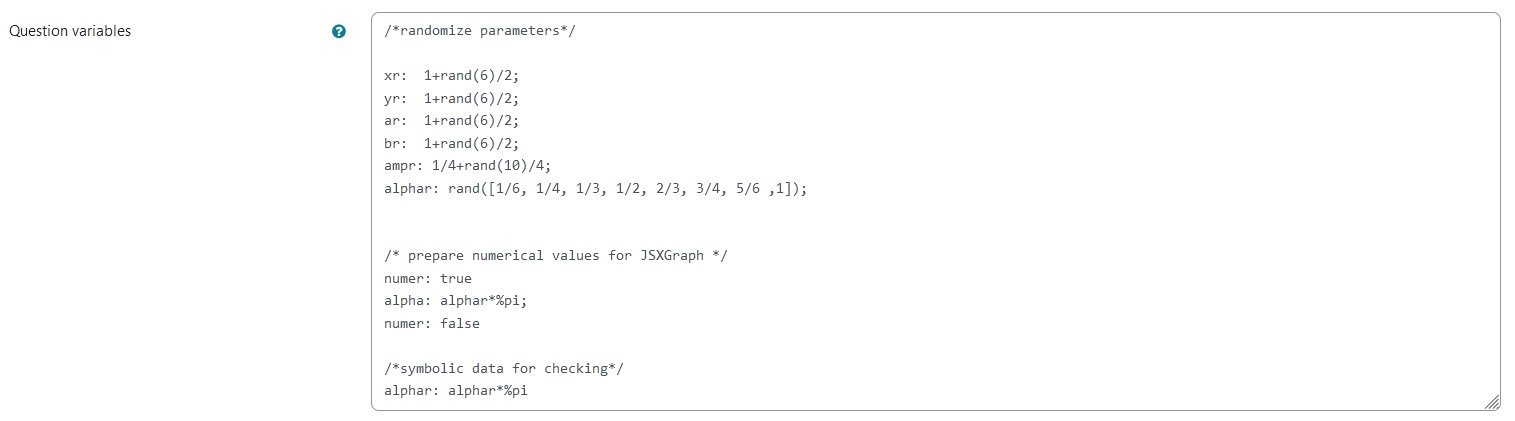 Question variables
?
/*randomize parameters*/
xr:  1+rand(6)/2;
yr:  1+rand(6)/2;
ar:  1+rand(6)/2;
br:  1+rand(6)/2;
ampr: 1/4+rand(10)/4;
alphar: rand([1/6, 1/4, 1/3, 1/2, 2/3, 3/4, 5/6 ,1]);
/* prepare numerical values for JSXGraph */
numer: true
alpha: alphar*%pi;
numer: false
/*symbolic data for checking*/
alphar: alphar*%pi